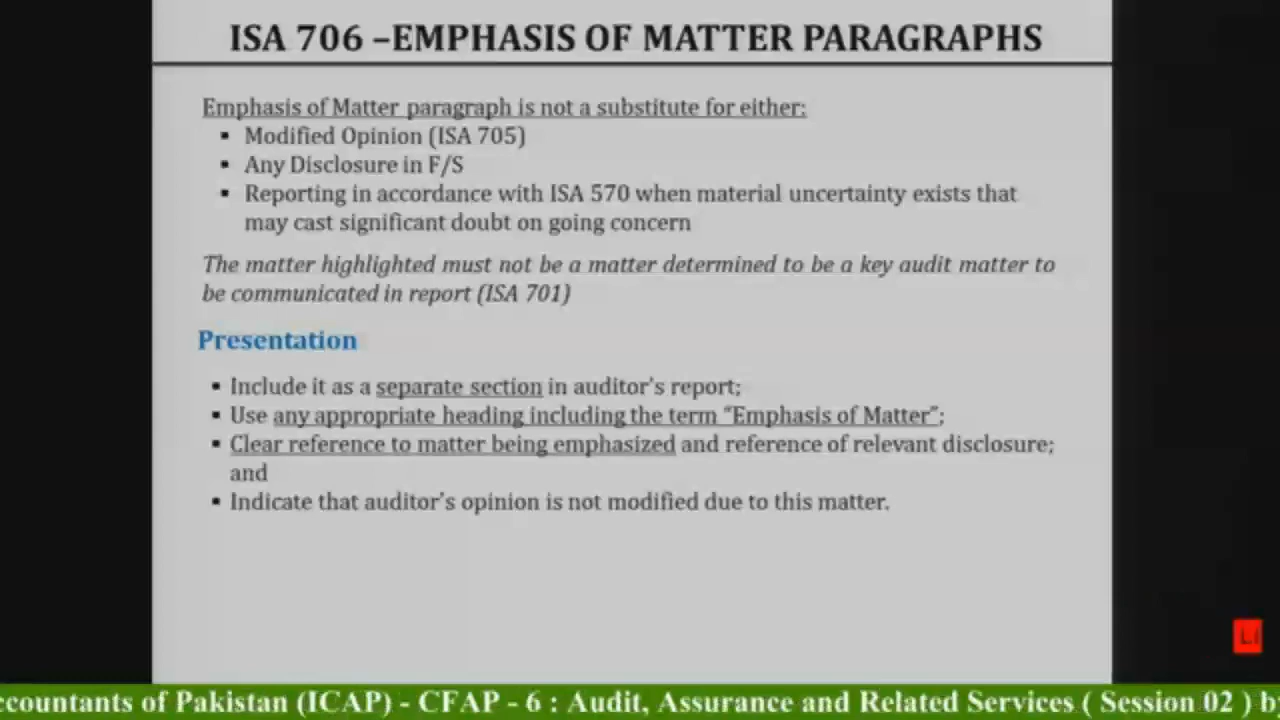 ISA 706 –EMPHASIS OF MATTER PARAGRAPHS
Emphasis of Matter paragraph is not a substitute for either:
▪ Modified Opinion (ISA 705)
▪ Any Disclosure in F/S
▪ Reporting in accordance with ISA 570 when material uncertainty exists that
may cast significant doubt on going concern
The matter highlighted must not be a matter determined to be a key audit matter to
be communicated in report (ISA 701)
Presentation
▪ Include it as a separate section in auditor's report;
▪ Use any appropriate heading including the term “Emphasis of Matter”;
▪ Clear reference to matter being emphasized and reference of relevant disclosure;
and
▪ Indicate that auditor's opinion is not modified due to this matter.
ccountants of Pakistan (ICAP) - CFAP - 6 : Audit, Assurance and Related Services ( Session 02 ) b